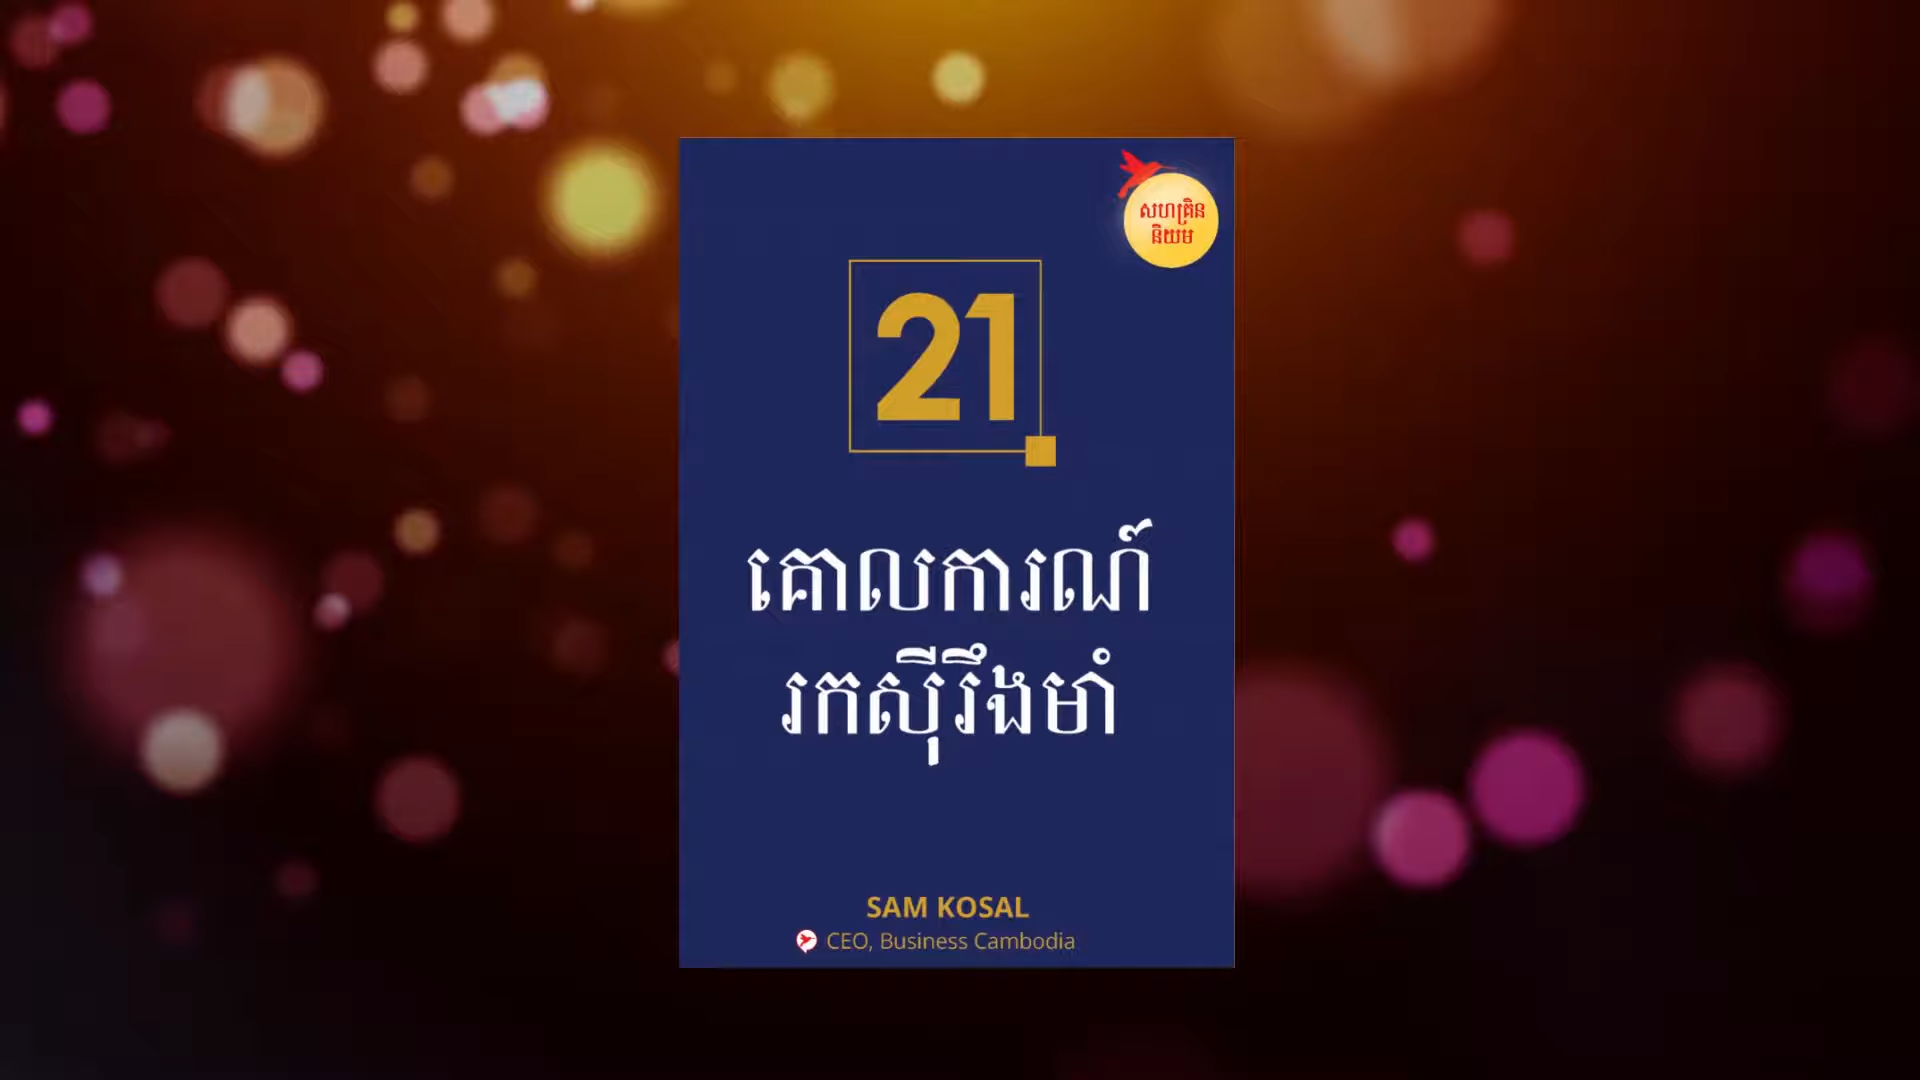 សហគ្រិន
និយម
21
គោលការណ៍
រកស៊ីរឹងមាំ
SAM KOSAL
CEO, Business Cambodia